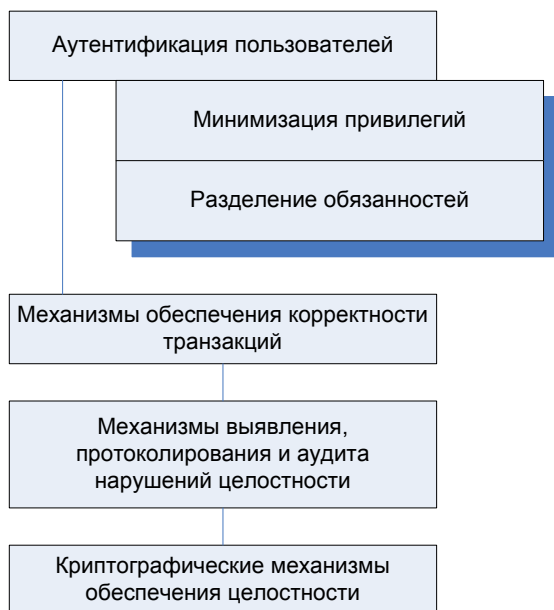 Аутентификация пользователей
Минимизация привилегий
Разделение обязанностей
Механизмы обеспечения корректности
транзакций
Механизмы выявления,
протоколирования и аудита
нарушений целостности
Криптографические механизмы
обеспечения целостности